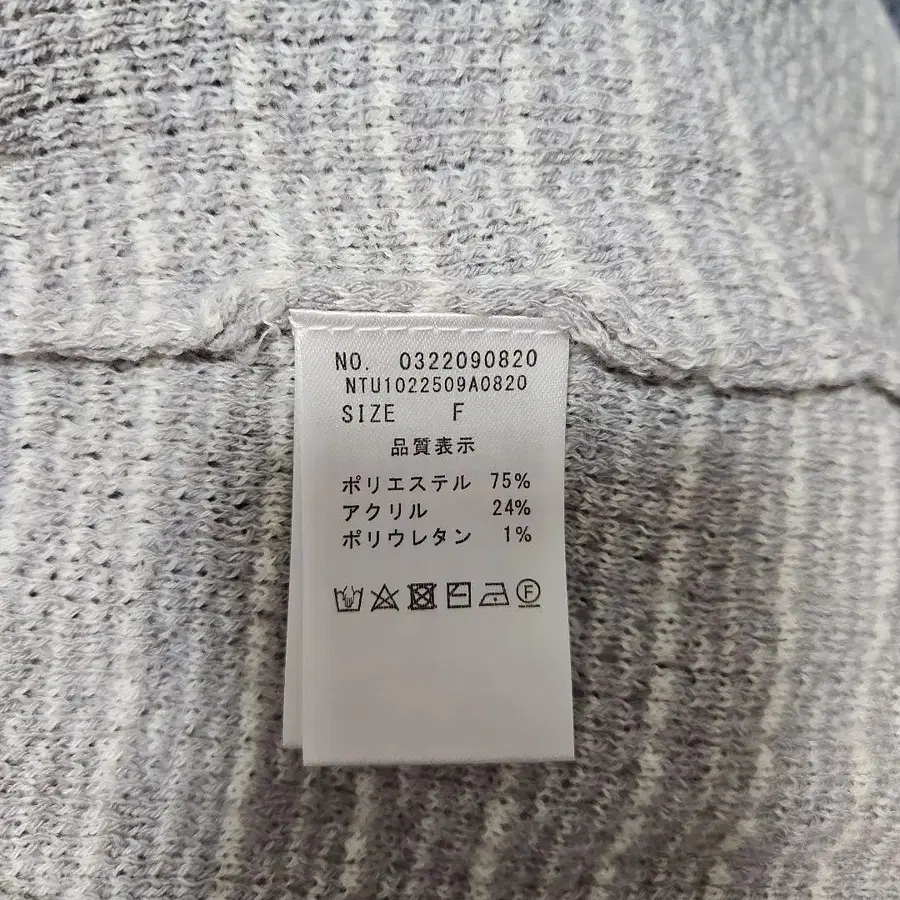 NO. 0322090820
NTU1022509A0820
SIZE F
品質表示
ポリエステル 75%
アクリル 24%
ポリウレタン 1%
F